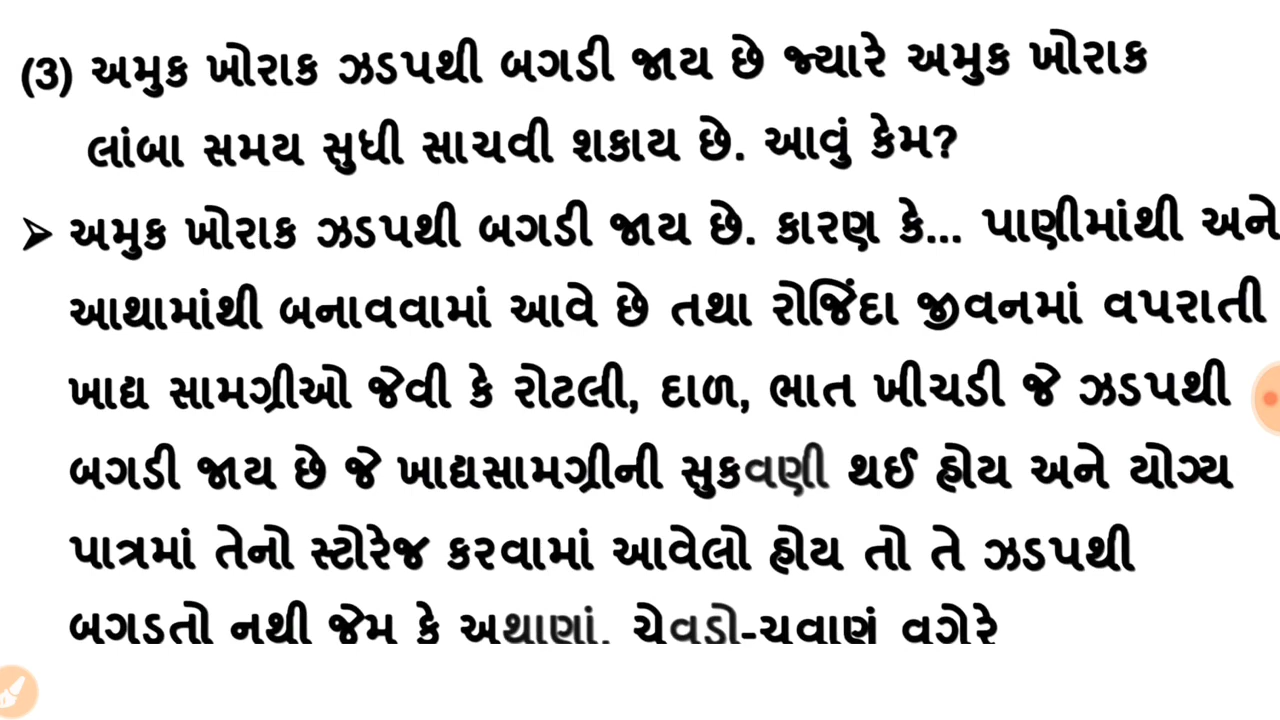 (3) અમુક ખોરાક ઝડપથી બગડી જાય છે જ્યારે અમુક ખોરાક
લાંબા સમય સુધી સાચવી શકાય છે. આવું કેમ?
➢ અમુક ખોરાક ઝડપથી બગડી જાય છે. કારણ કે... પાણીમાંથી અને
આથામાંથી બનાવવામાં આવે છે તથા રોજિંદા જીવનમાં વપરાતી
ખાદ્ય સામગ્રીઓ જેવી કે રોટલી, દાળ, ભાત ખીચડી જે ઝડપથી
બગડી જાય છે જે ખાદ્યસામગ્રીની સુકવણી થઈ હોય અને યોગ્ય
પાત્રમાં તેનો સ્ટોરેજ કરવામાં આવેલો હોય તો તે ઝડપથી
બગડતો નથી જેમ કે અથાણાં, ચેવડો-ચવાણું વગેરે